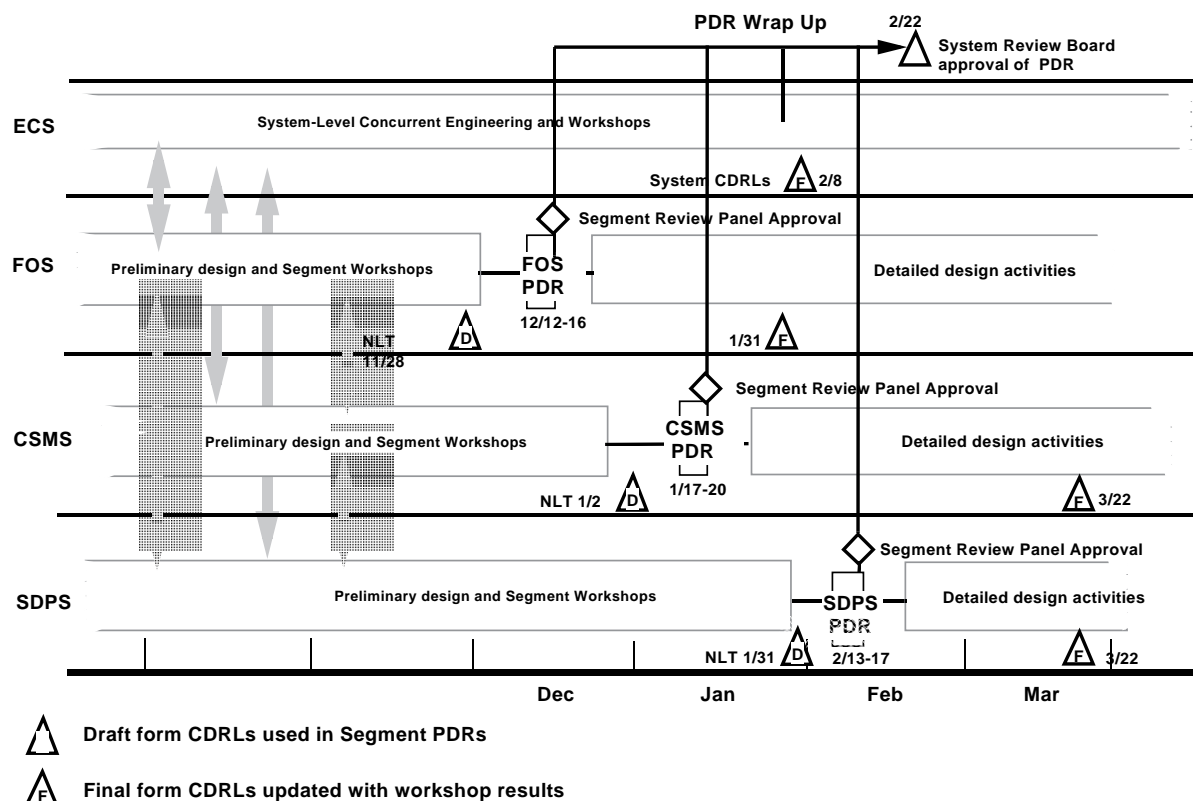 PDR Wrap Up
2/22
System Review Board
approval of PDR
ECS
System-Level Concurrent Engineering and Workshops
System CDRLs
F
2/8
Segment Review Panel Approval
FOS
Preliminary design and Segment Workshops
FOS
PDR
Detailed design activities
12/12-16
NLT
11/28
D
1/31
F
Segment Review Panel Approval
CSMS
Preliminary design and Segment Workshops
CSMS
PDR
Detailed design activities
1/17-20
NLT 1/2
D
F
3/22
Segment Review Panel Approval
SDPS
Preliminary design and Segment Workshops
SDPS
PDR
Detailed design activities
NLT 1/31
D
2/13-17
F
3/22
Dec
Jan
Feb
Mar
Draft form CDRLs used in Segment PDRs
F
Final form CDRLs updated with workshop results